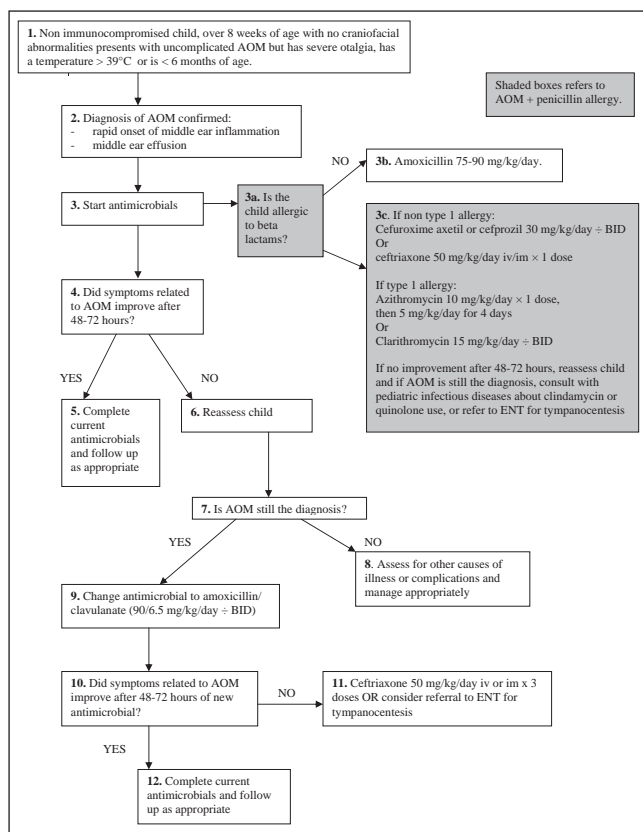 1. Non immunocompromised child, over 8 weeks of age with no craniofacial
abnormalities presents with uncomplicated AOM but has severe otalgia, has
a temperature > 39°C or is < 6 months of age.
Shaded boxes refers to
AOM + penicillin allergy.
2. Diagnosis of AOM confirmed:
- rapid onset of middle ear inflammation
- middle ear effusion
NO
3b. Amoxicillin 75-90 mg/kg/day.
3. Start antimicrobials
3a. Is the
child allergic
to beta
lactams?
3c. If non type 1 allergy:
Cefuroxime axetil or cefprozil 30 mg/kg/day ÷ BID
Or
ceftriaxone 50 mg/kg/day iv/im × 1 dose
If type 1 allergy:
Azithromycin 10 mg/kg/day × 1 dose,
then 5 mg/kg/day for 4 days
Or
Clarithromycin 15 mg/kg/day ÷ BID
If no improvement after 48-72 hours, reassess child
and if AOM is still the diagnosis, consult with
pediatric infectious diseases about clindamycin or
quinolone use, or refer to ENT for tympanocentesis
4. Did symptoms related
to AOM improve after
48-72 hours?
YES
NO
5. Complete
current
antimicrobials
and follow up
as appropriate
6. Reassess child
7. Is AOM still the diagnosis?
YES
NO
8. Assess for other causes of
illness or complications and
manage appropriately
9. Change antimicrobial to amoxicillin/
clavulanate (90/6.5 mg/kg/day ÷ BID)
10. Did symptoms related to AOM
improve after 48-72 hours of new
antimicrobial?
NO
11. Ceftriaxone 50 mg/kg/day iv or im x 3
doses OR consider referral to ENT for
tympanocentesis
YES
12. Complete current
antimicrobials and follow
up as appropriate